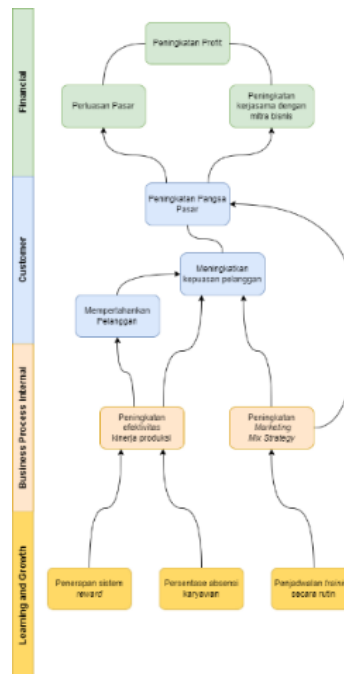 Financial
Peningkatan Profit
Perluasan Pasar
Peningkatan
kerjasama dengan
mitra bisnis
Customer
Peningkatan Pangsa
Pasar
Meningkatkan
kepuasan pelanggan
Mempertahankan
Pelanggan
Business Process Internal
Peningkatan
efektivitas
kinerja produksi
Peningkatan
Marketing
Mix Strategy
Learning and Growth
Penerapan sistem
reward
Persentase absensi
karyawan
Penjadwalan
secara rutin